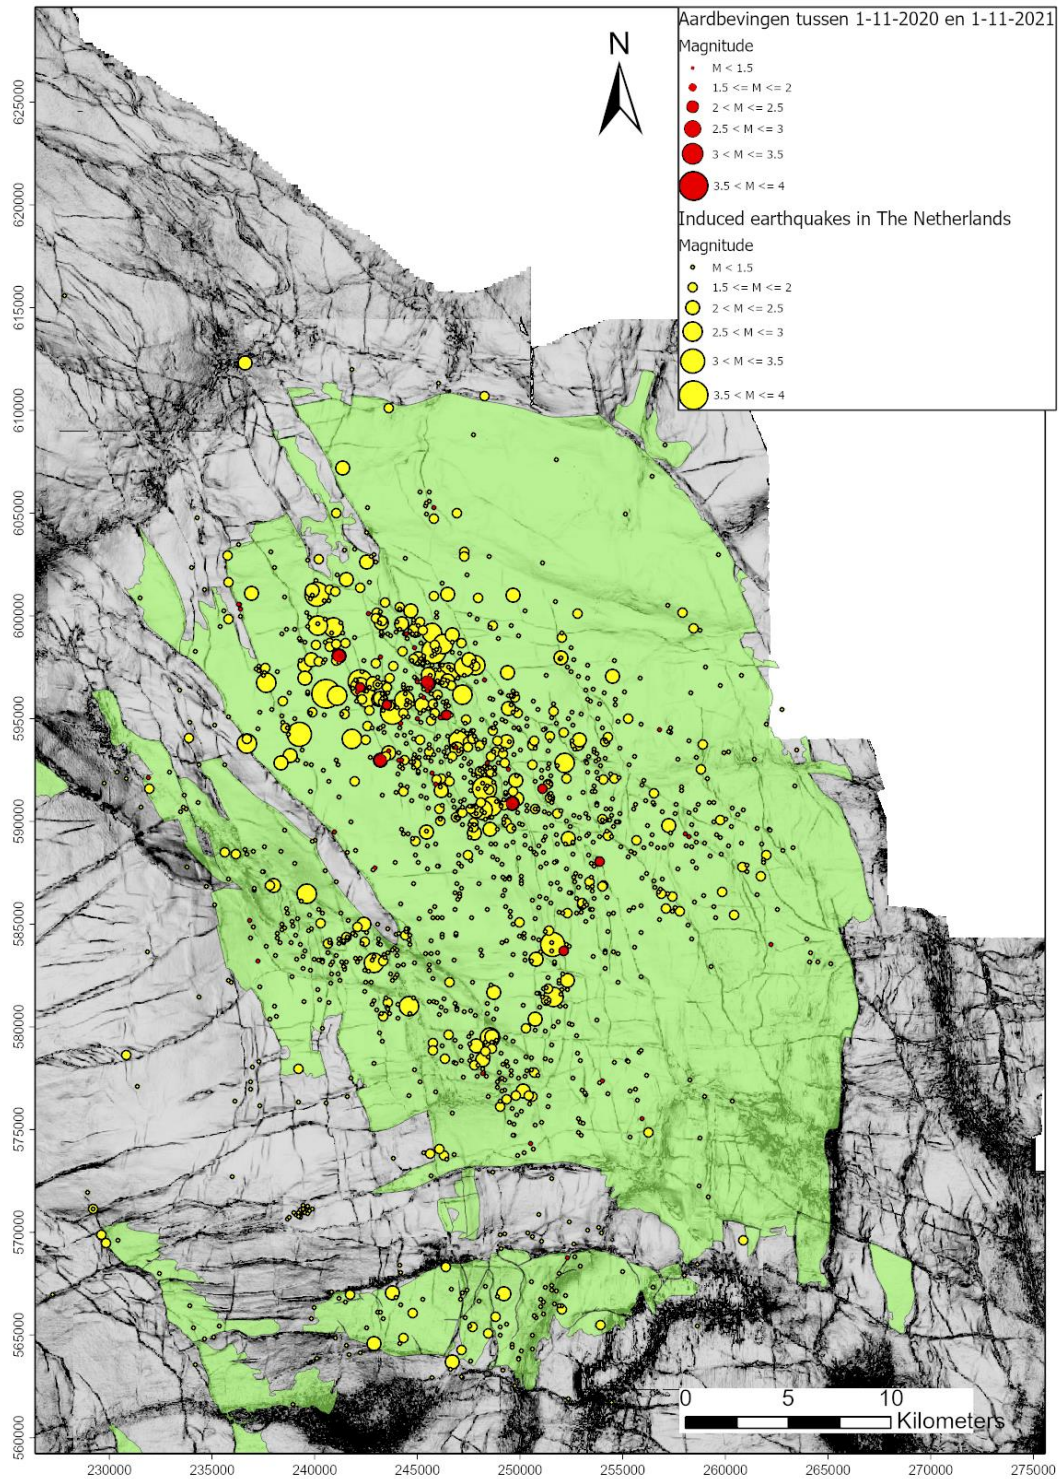 Aardbevingen tussen 1-11-2020 en 1-11-2021
Magnitude
M < 1.5
1.5 <= M <= 2
2 < M <= 2.5
2.5 < M <= 3
3 < M <= 3.5
3.5 < M <= 4
Induced earthquakes in The Netherlands
Magnitude
M < 1.5
1.5 <= M <= 2
2 < M <= 2.5
2.5 < M <= 3
3 < M <= 3.5
3.5 < M <= 4
N
625000
620000
615000
610000
605000
600000
595000
590000
585000
580000
575000
570000
565000
560000
0 5 10
Kilometers
230000 235000 240000 245000 250000 255000 260000 265000 270000 275000